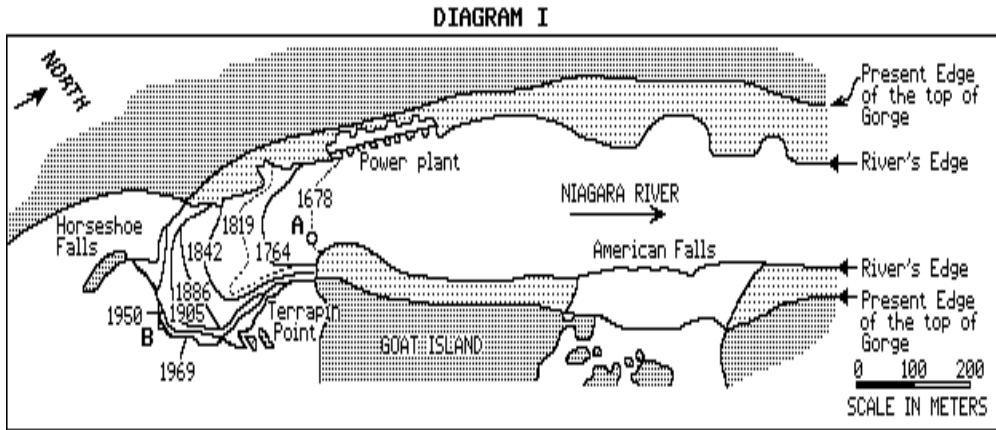 DIAGRAM I
NORTH
Present Edge
of the top of
Gorge
Power plant
River's Edge
1678
NIAGARA RIVER
A
Horseshoe
Falls
1819
1842
1764
American Falls
River's Edge
1886
1905
Terrapin
Point
1950
B
GOAT ISLAND
Present Edge
of the top of
Gorge
1969
0 100 200
SCALE IN METERS